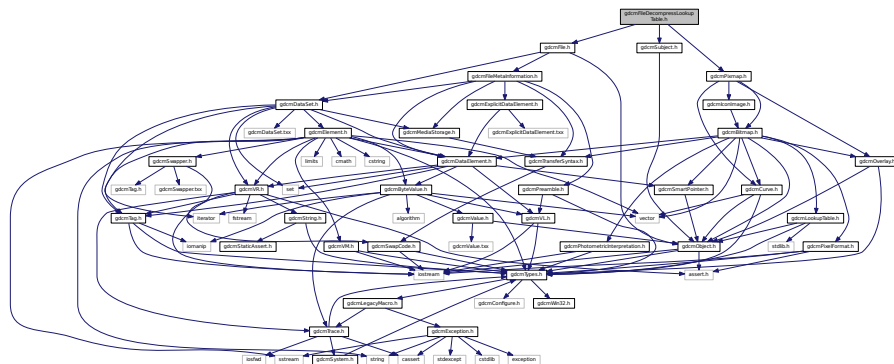 gdcmFileDecompressLookup
Table.h
gdcmFile.h
gdcmSubject.h
gdcmFileMetaInformation.h
gdcmPixmap.h
gdcmDataSet.h
gdcmExplicitDataElement.h
gdcmIconImage.h
gdcmDataSet.txx
gdcmElement.h
gdcmMediaStorage.h
gdcmExplicitDataElement.txx
gdcmBitmap.h
gdcmSwapper.h
limits
cmath
cstring
gdcmDataElement.h
gdcmTransferSyntax.h
gdcmOverlay.h
gdcmTag.h
gdcmSwapper.txx
gdcmVR.h
set
gdcmByteValue.h
gdcmPreamble.h
gdcmSmartPointer.h
gdcmCurve.h
gdcmTag.h
iterator
fstream
gdcmString.h
algorithm
gdcmValue.h
gdcmVL.h
vector
gdcmLookupTable.h
iomanip
gdcmStaticAssert.h
gdcmVM.h
gdcmSwapCode.h
gdcmValue.txx
gdcmPhotometricInterpretation.h
gdcmObject.h
stdlib.h
gdcmPixelFormat.h
iostream
gdcmTypes.h
assert.h
gdcmLegacyMacro.h
gdcmConfigure.h
gdcmWin32.h
gdcmTrace.h
gdcmException.h
iosfwd
sstream
gdcmSystem.h
string
cassert
stdexcept
cstdlib
exception